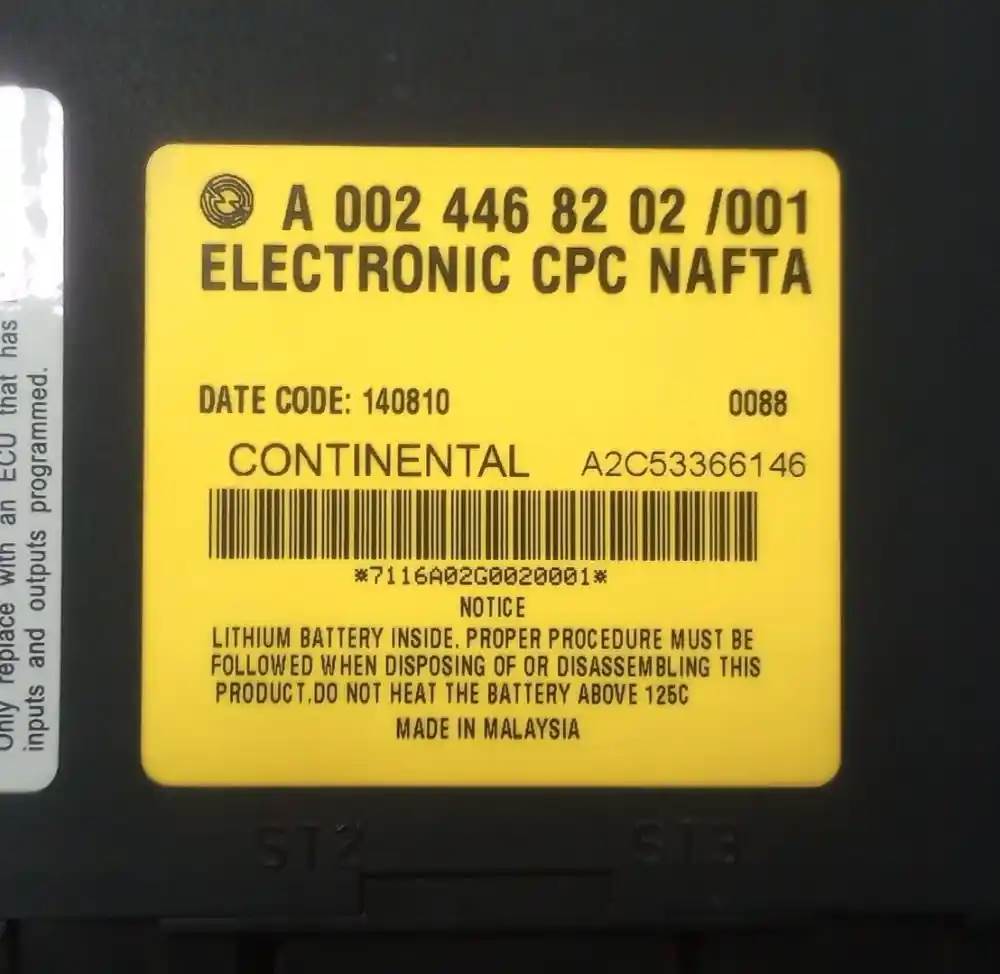 A 002 446 82 02 /001
ELECTRONIC CPC NAFTA
DATE CODE: 140810 0088
CONTINENTAL A2C53366146
*7116A02G0020001*
NOTICE
LITHIUM BATTERY INSIDE. PROPER PROCEDURE MUST BE
FOLLOWED WHEN DISPOSING OF OR DISASSEMBLING THIS
PRODUCT.DO NOT HEAT THE BATTERY ABOVE 125C
MADE IN MALAYSIA
Only replace with an ECU that has
inputs and outputs programmed.
ST2 ST3